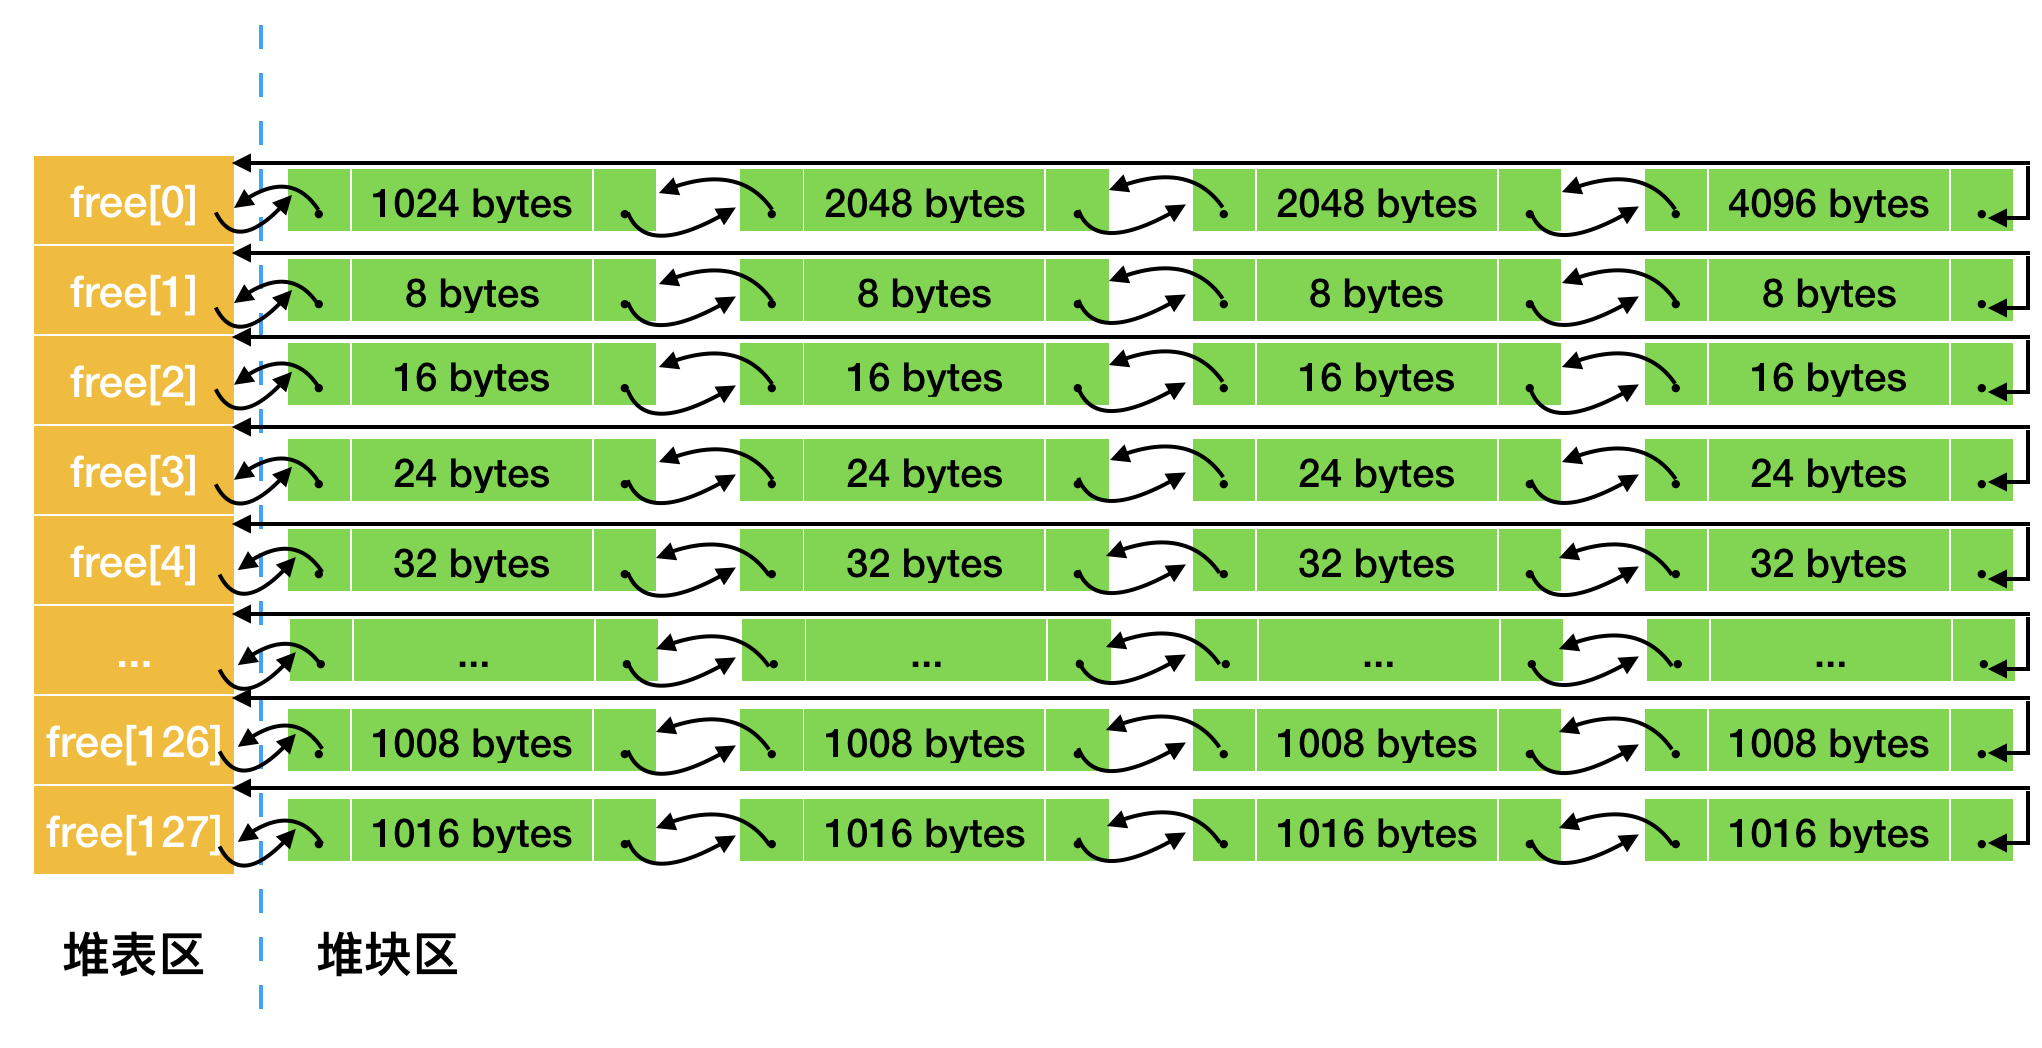 free[0] 1024 bytes 2048 bytes 2048 bytes 4096 bytes
free[1] 8 bytes 8 bytes 8 bytes 8 bytes
free[2] 16 bytes 16 bytes 16 bytes 16 bytes
free[3] 24 bytes 24 bytes 24 bytes 24 bytes
free[4] 32 bytes 32 bytes 32 bytes 32 bytes
... ... ... ... ...
free[126] 1008 bytes 1008 bytes 1008 bytes 1008 bytes
free[127] 1016 bytes 1016 bytes 1016 bytes 1016 bytes
堆表区 堆块区